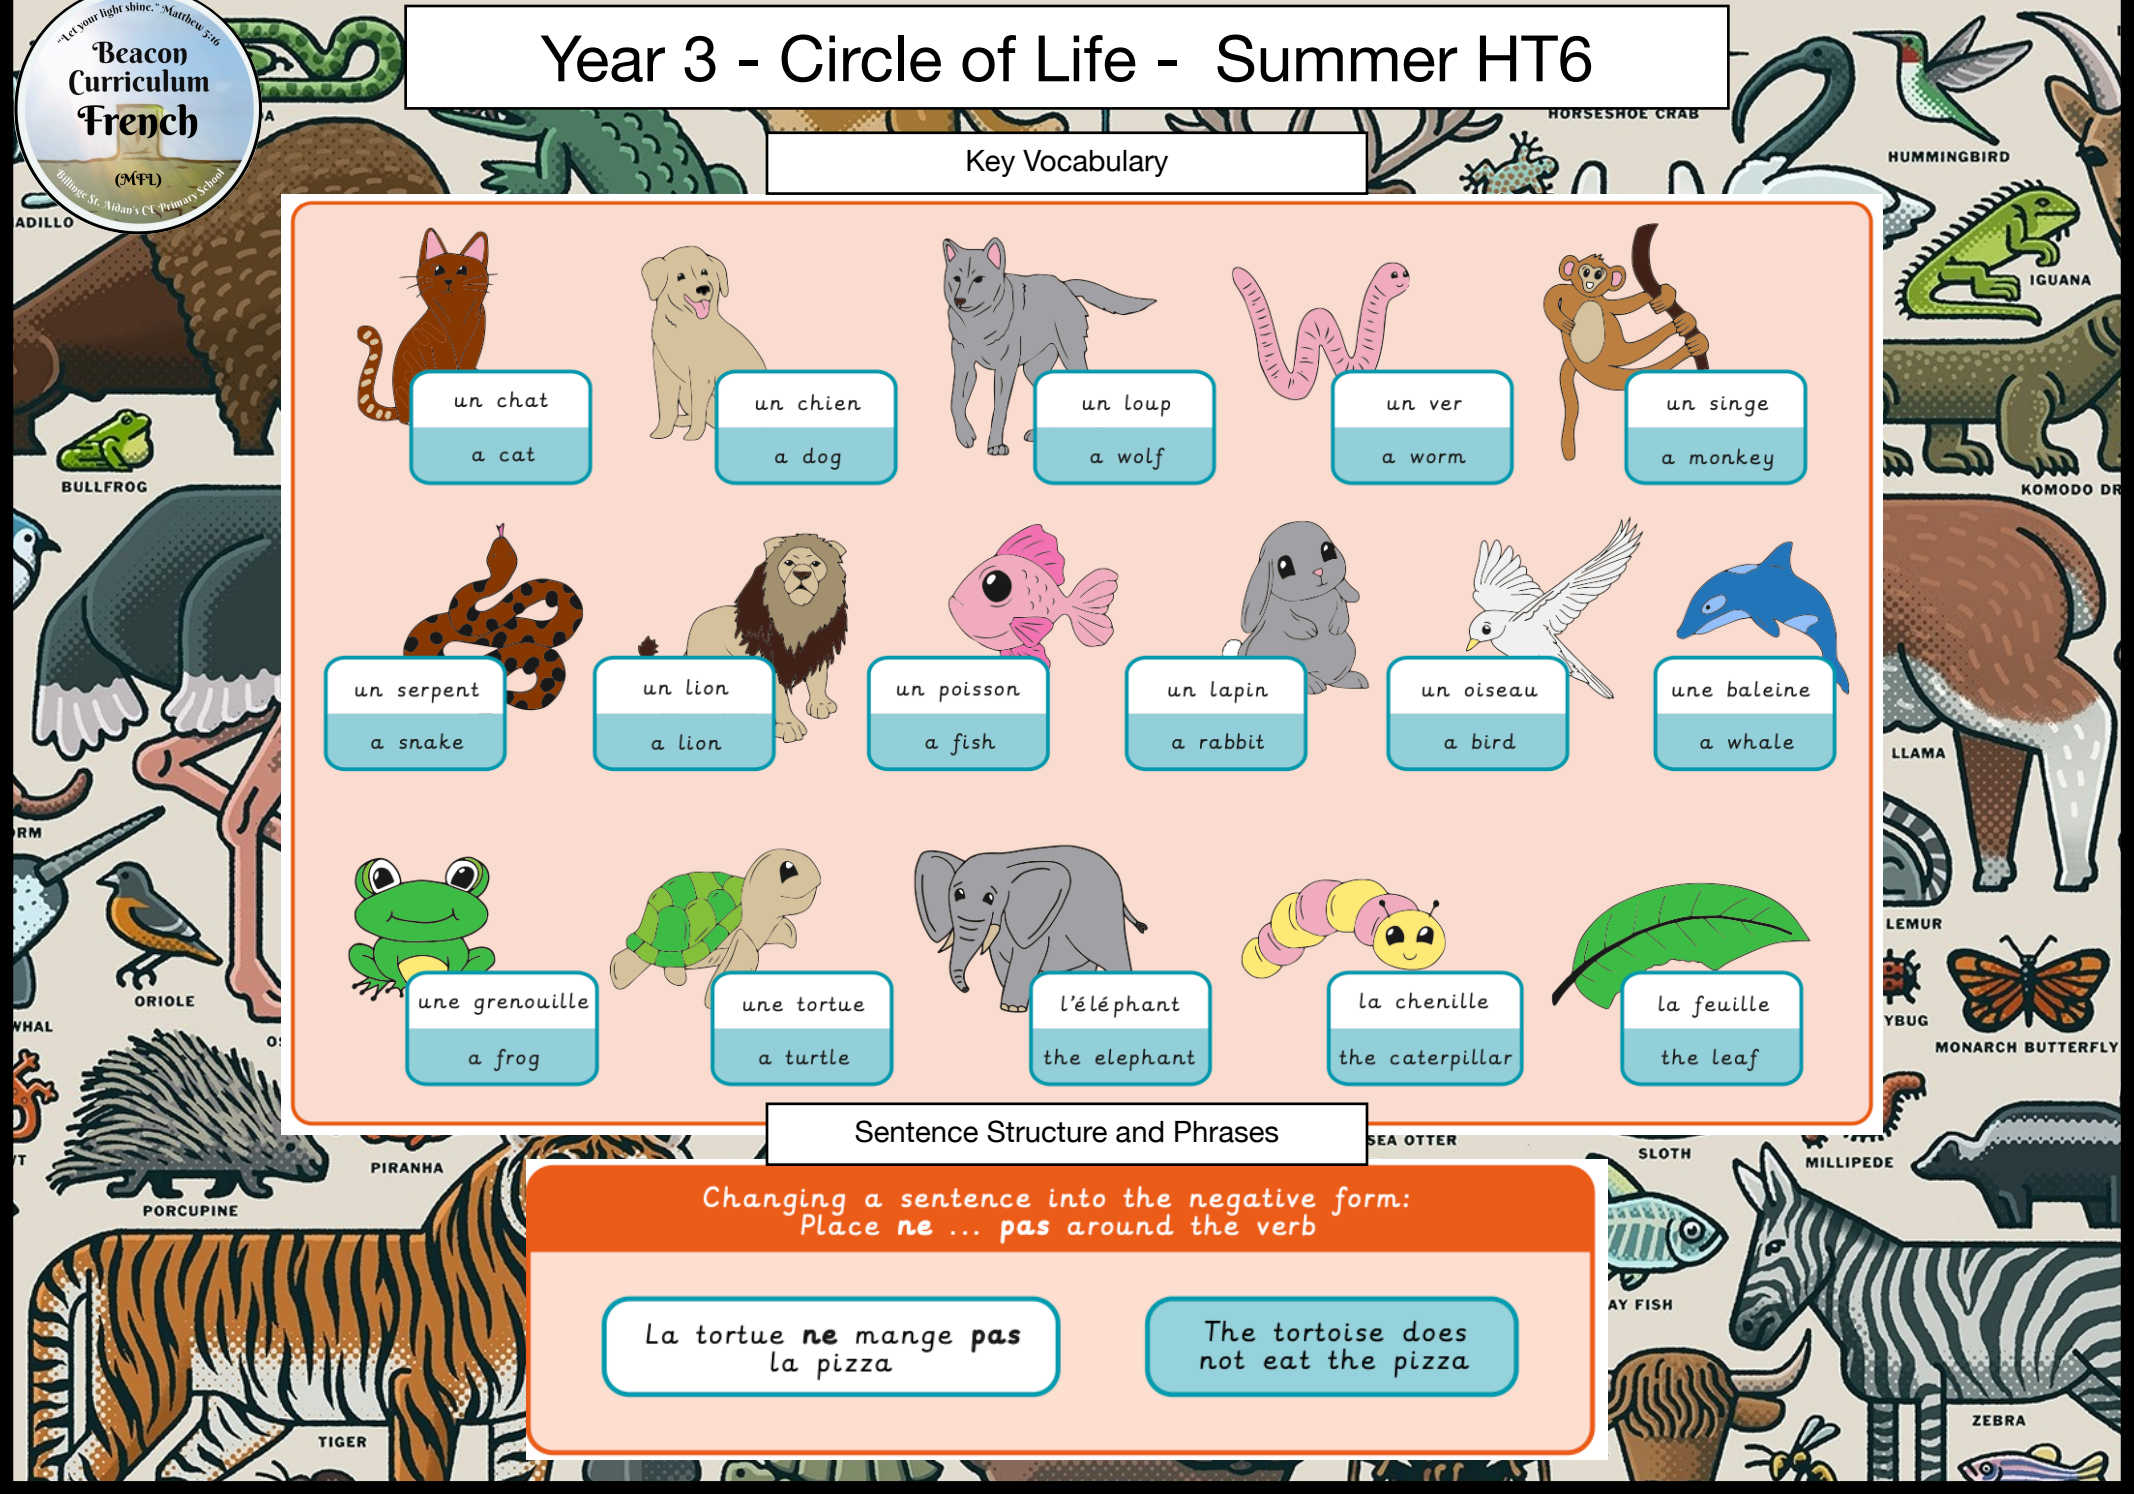 "Let your light shine." Matthew 5:16
Beacon
Curriculum
French
(MFL)
Billinge St. Aidan's CE Primary School
Year 3 - Circle of Life - Summer HT6
Key Vocabulary
HORSESHOE CRAB
HUMMINGBIRD
IGUANA
BULLFROG
un chat
a cat
un chien
a dog
un loup
a wolf
un ver
a worm
un singe
a monkey
KOMODO DR
un serpent
a snake
un lion
a lion
un poisson
a fish
un lapin
a rabbit
un oiseau
a bird
une baleine
a whale
LLAMA
LEMUR
ORIOLE
une grenouille
a frog
une tortue
a turtle
l'éléphant
the elephant
la chenille
the caterpillar
la feuille
the leaf
ADILLO
WHAL
YBUG
MONARCH BUTTERFLY
Sentence Structure and Phrases
PIRANHA
SEA OTTER
SLOTH
MILLIPEDE
PORCUPINE
Changing a sentence into the negative form:
Place ne ... pas around the verb
La tortue ne mange pas
la pizza
The tortoise does
not eat the pizza
AY FISH
TIGER
ZEBRA